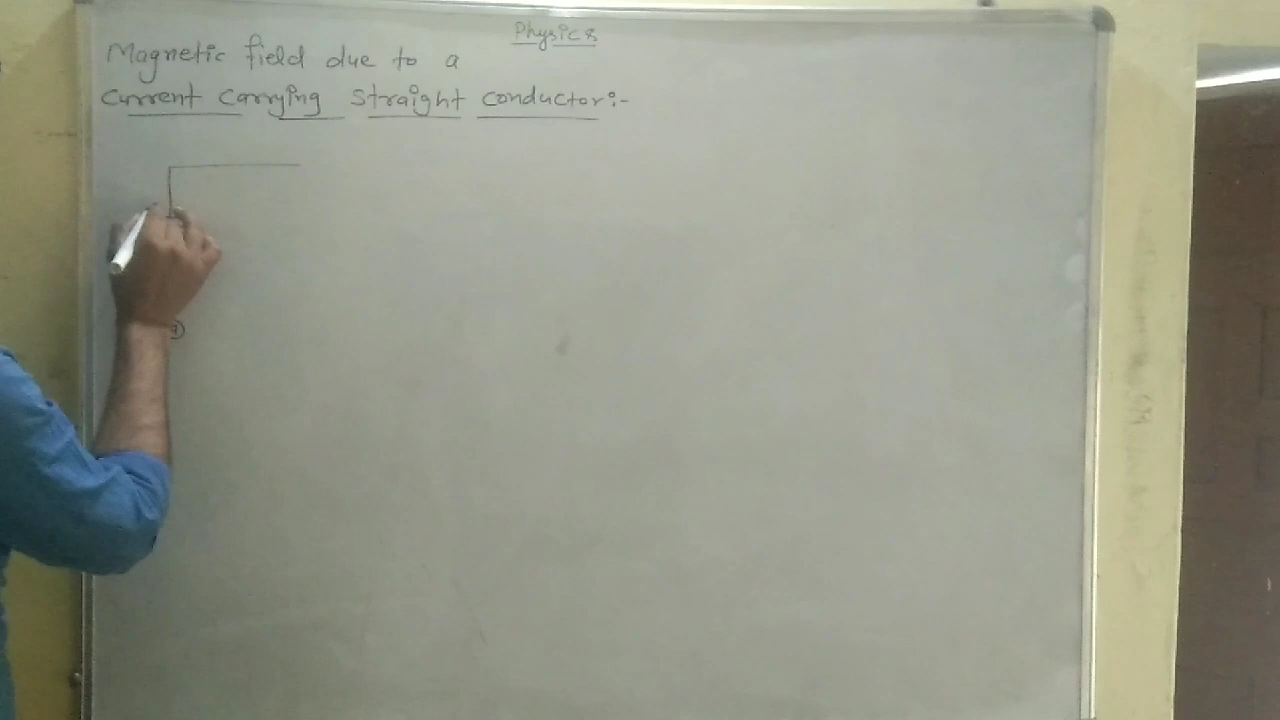 Physics
Magnetic field due to a
Current Carrying Straight Conductor:-